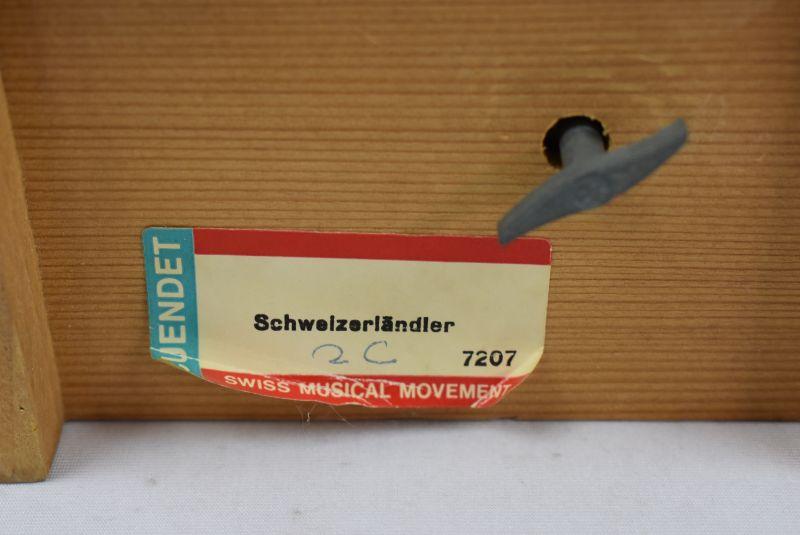 UENDET
Schweizerländler
2C
7207
SWISS MUSICAL MOVEMENT